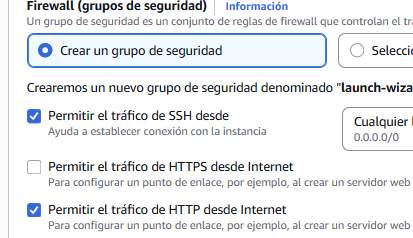 Firewall (grupos de seguridad) Información
Un grupo de seguridad es un conjunto de reglas de firewall que controlan el
Crear un grupo de seguridad
Crearemos un nuevo grupo de seguridad denominado "launch-wiza
Permitir el tráfico de SSH desde
Cualquier
Ayuda a establecer conexión con la instancia
0.0.0.0/0
Permitir el tráfico de HTTPS desde Internet
Para configurar un punto de enlace, por ejemplo, al crear un servidor web
Permitir el tráfico de HTTP desde Internet
Para configurar un punto de enlace, por ejemplo, al crear un servidor web